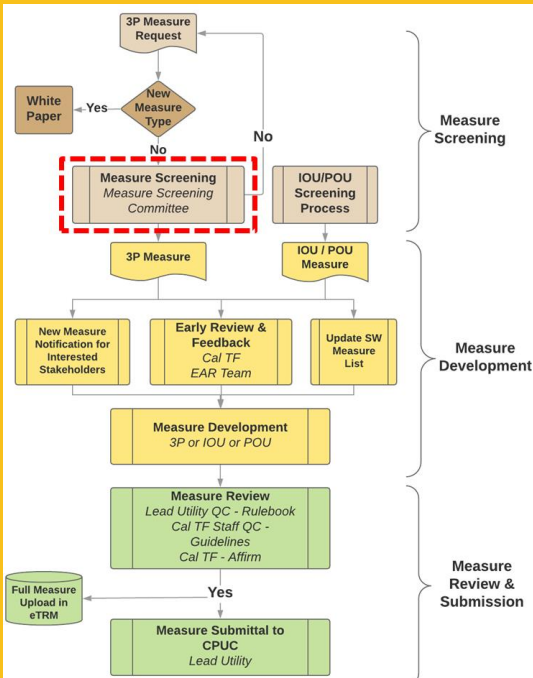 3P Measure
Request
New
Measure
Type
White
Paper
Yes
No
No
Measure
Screening
Measure Screening
Measure Screening
Committee
IOU/POU
Screening
Process
3P Measure
IOU / POU
Measure
New Measure
Notification for
Interested
Stakeholders
Early Review &
Feedback
Cal TF
EAR Team
Update SW
Measure
List
Measure
Development
Measure Development
3P or IOU or POU
Measure Review
Lead Utility QC - Rulebook
Cal TF Staff QC -
Guidelines
Cal TF - Affirm
Measure
Review &
Submission
Yes
Full Measure
Upload in
eTRM
Measure Submittal to
CPUC
Lead Utility